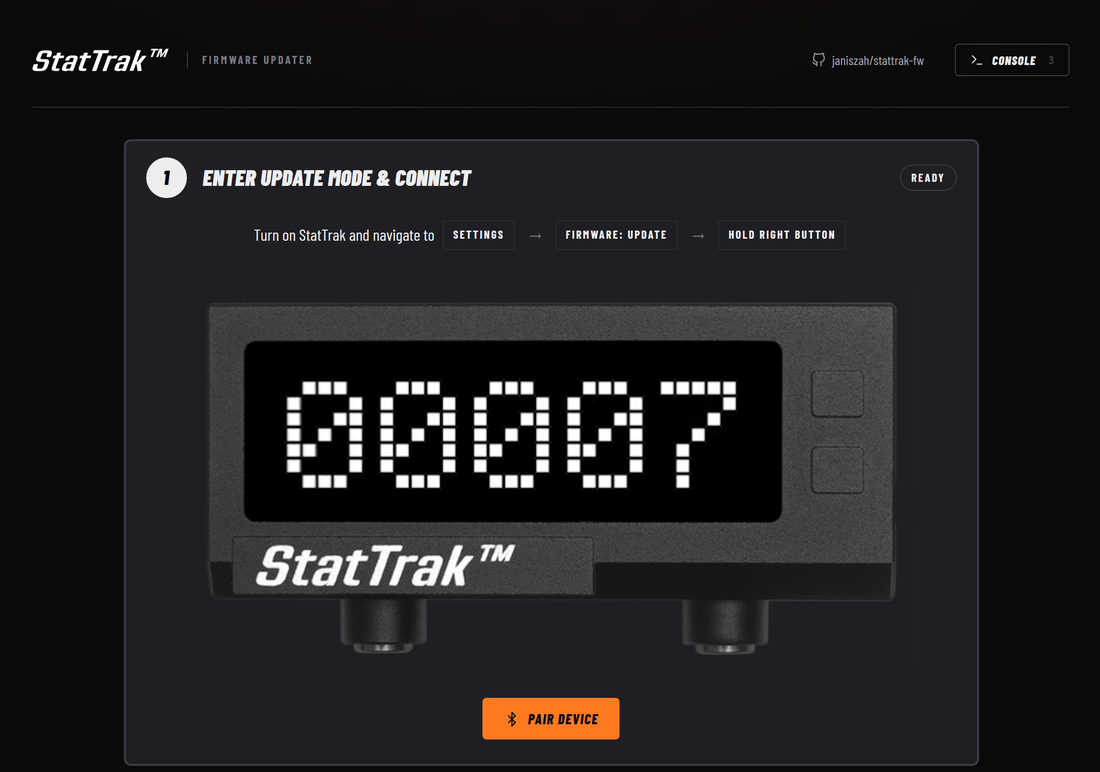 StatTrak™ FIRMWARE UPDATER janiszah/stattrak-fw >_ CONSOLE 3
1 ENTER UPDATE MODE & CONNECT READY
Turn on StatTrak and navigate to SETTINGS → FIRMWARE: UPDATE → HOLD RIGHT BUTTON
00007
StatTrak™
PAIR DEVICE